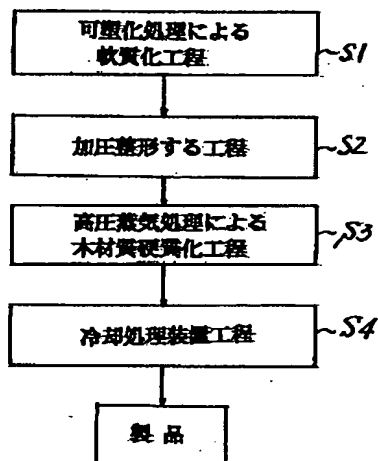 可塑化処理による
軟質化工程
S1
加圧整形する工程
S2
高圧蒸気処理による
木材質硬質化工程
S3
冷却処理装置工程
S4
製品